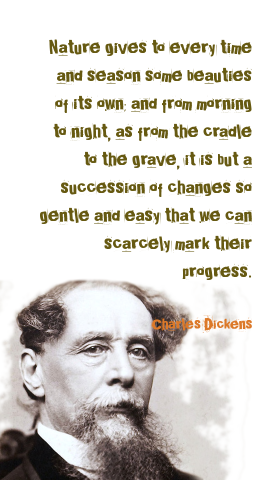 Nature gives to every time
and season some beauties
of its own; and from morning
to night, as from the cradle
to the grave, it is but a
succession of changes so
gentle and easy that we can
scarcely mark their
progress.
Charles Dickens